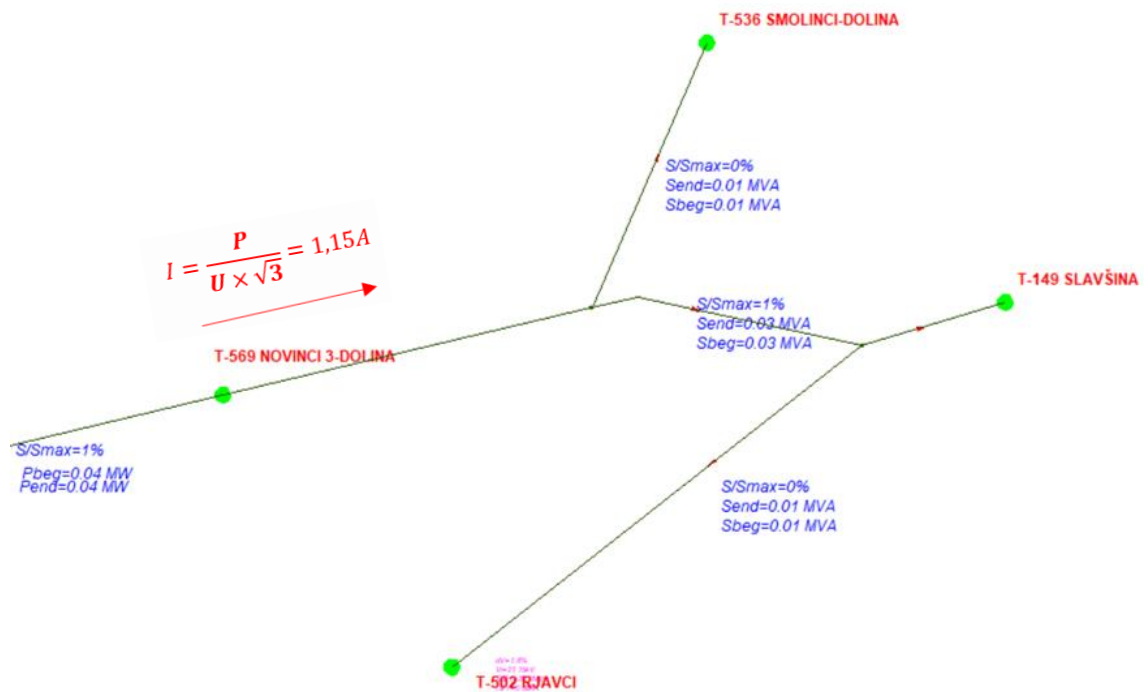 T-536 SMOLINCI-DOLINA
S/Smax=0%
Send=0.01 MVA
Sbeg=0.01 MVA
I = P / U × √3 = 1,15A
T-149 SLAVŠINA
S/Smax=1%
Send=0.03 MVA
Sbeg=0.03 MVA
T-569 NOVINCI 3-DOLINA
S/Smax=1%
Pbeg=0.04 MW
Pend=0.04 MW
S/Smax=0%
Send=0.01 MVA
Sbeg=0.01 MVA
T-502 RJAVCI